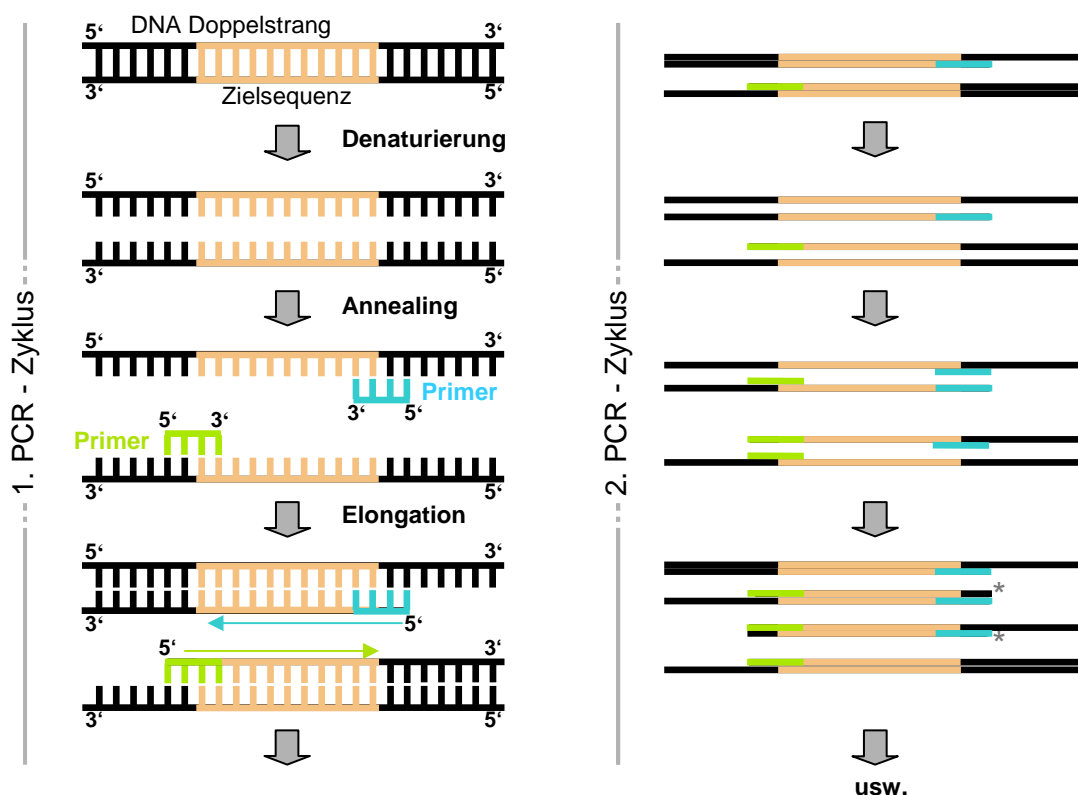 1. PCR - Zyklus
5‘ DNA Doppelstrang 3‘
3‘ Zielsequenz 5‘
Denaturierung
5‘ 3‘
3‘ 5‘
Annealing
5‘ 3‘
Primer
3‘ 5‘
5‘ 3‘
Primer
3‘ 5‘
Elongation
5‘ 3‘
3‘ 5‘
5‘ 3‘
3‘ 5‘
2. PCR - Zyklus
*
*
usw.